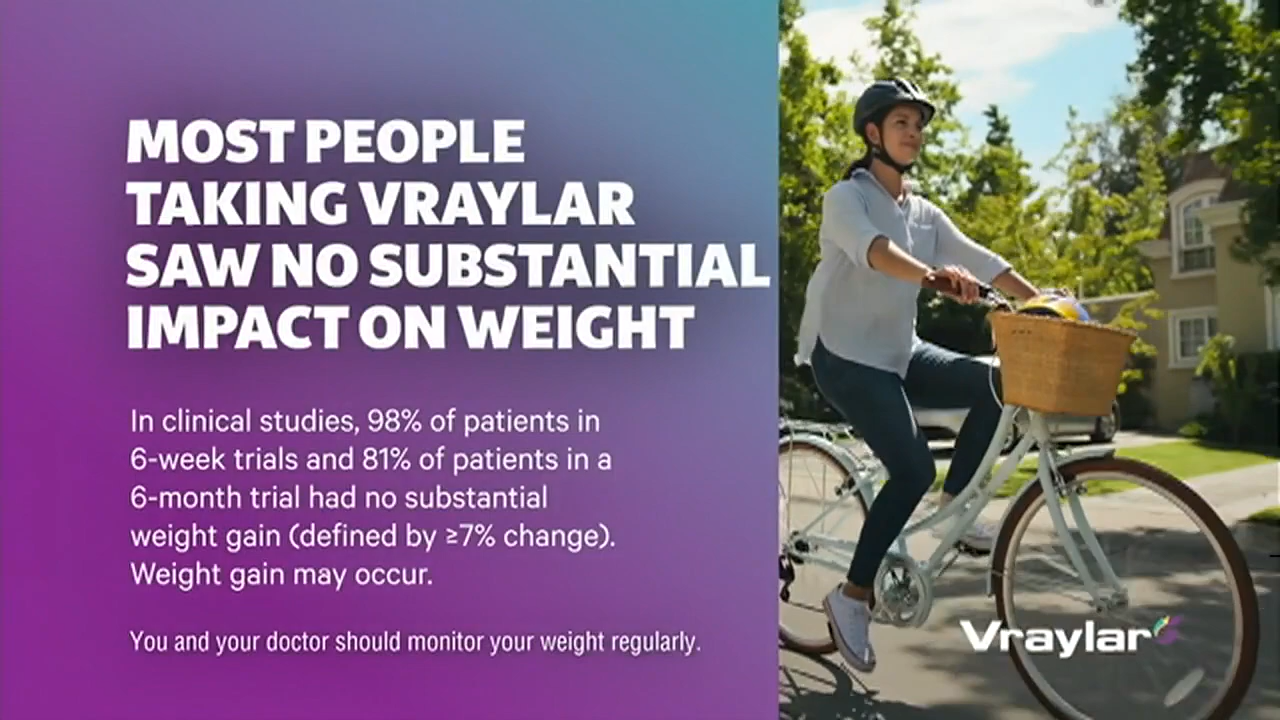 MOST PEOPLE
TAKING VRAYLAR
SAW NO SUBSTANTIAL
IMPACT ON WEIGHT
In clinical studies, 98% of patients in
6-week trials and 81% of patients in a
6-month trial had no substantial
weight gain (defined by ≥7% change).
Weight gain may occur.
You and your doctor should monitor your weight regularly.
Vraylar